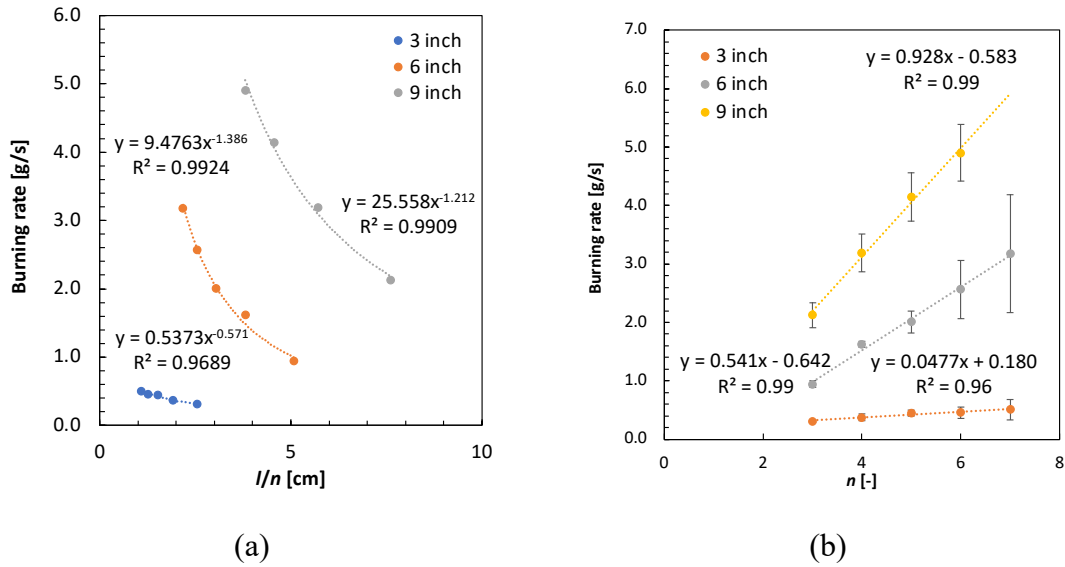 6.0
5.0
4.0
3.0
2.0
1.0
0.0
0
5
10
Burning rate [g/s]
l/n [cm]
3 inch
6 inch
9 inch
y = 9.4763x^-1.386
R² = 0.9924
y = 25.558x^-1.212
R² = 0.9909
y = 0.5373x^-0.571
R² = 0.9689
(a)
7.0
6.0
5.0
4.0
3.0
2.0
1.0
0.0
0
2
4
6
8
Burning rate [g/s]
n [-]
3 inch
6 inch
9 inch
y = 0.928x - 0.583
R² = 0.99
y = 0.541x - 0.642
R² = 0.99
y = 0.0477x + 0.180
R² = 0.96
(b)